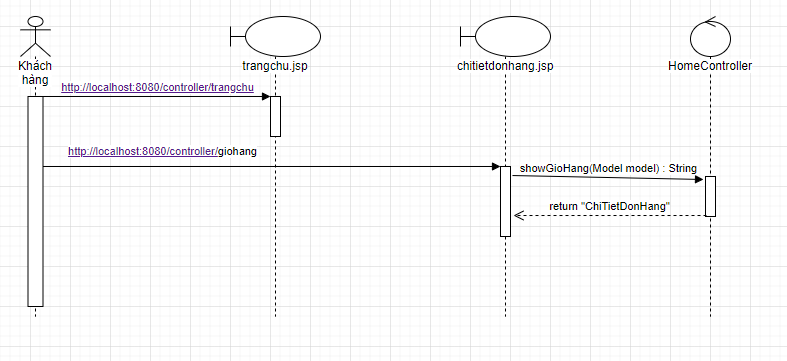 Khách
hàng
trangchu.jsp
chitietdonhang.jsp
HomeController
http://localhost:8080/controller/trangchu
http://localhost:8080/controller/giohang
showGioHang(Model model) : String
return "ChiTietDonHang"